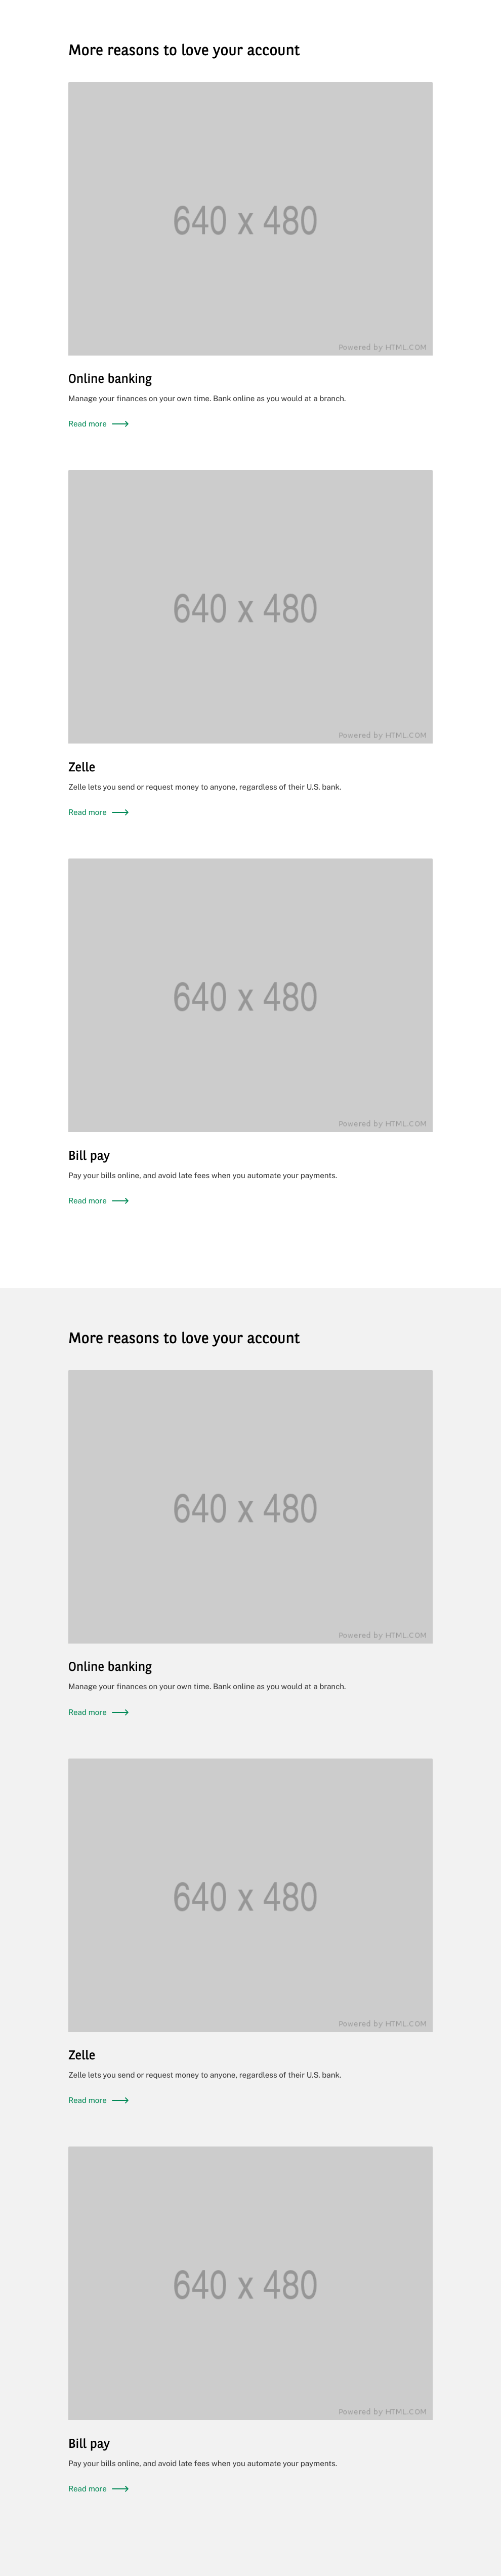 More reasons to love your account
640 x 480
Powered by HTML.COM
Online banking
Manage your finances on your own time. Bank online as you would at a branch.
Read more
640 x 480
Powered by HTML.COM
Zelle
Zelle lets you send or request money to anyone, regardless of their U.S. bank.
Read more
640 x 480
Powered by HTML.COM
Bill pay
Pay your bills online, and avoid late fees when you automate your payments.
Read more
More reasons to love your account
640 x 480
Powered by HTML.COM
Online banking
Manage your finances on your own time. Bank online as you would at a branch.
Read more
640 x 480
Powered by HTML.COM
Zelle
Zelle lets you send or request money to anyone, regardless of their U.S. bank.
Read more
640 x 480
Powered by HTML.COM
Bill pay
Pay your bills online, and avoid late fees when you automate your payments.
Read more